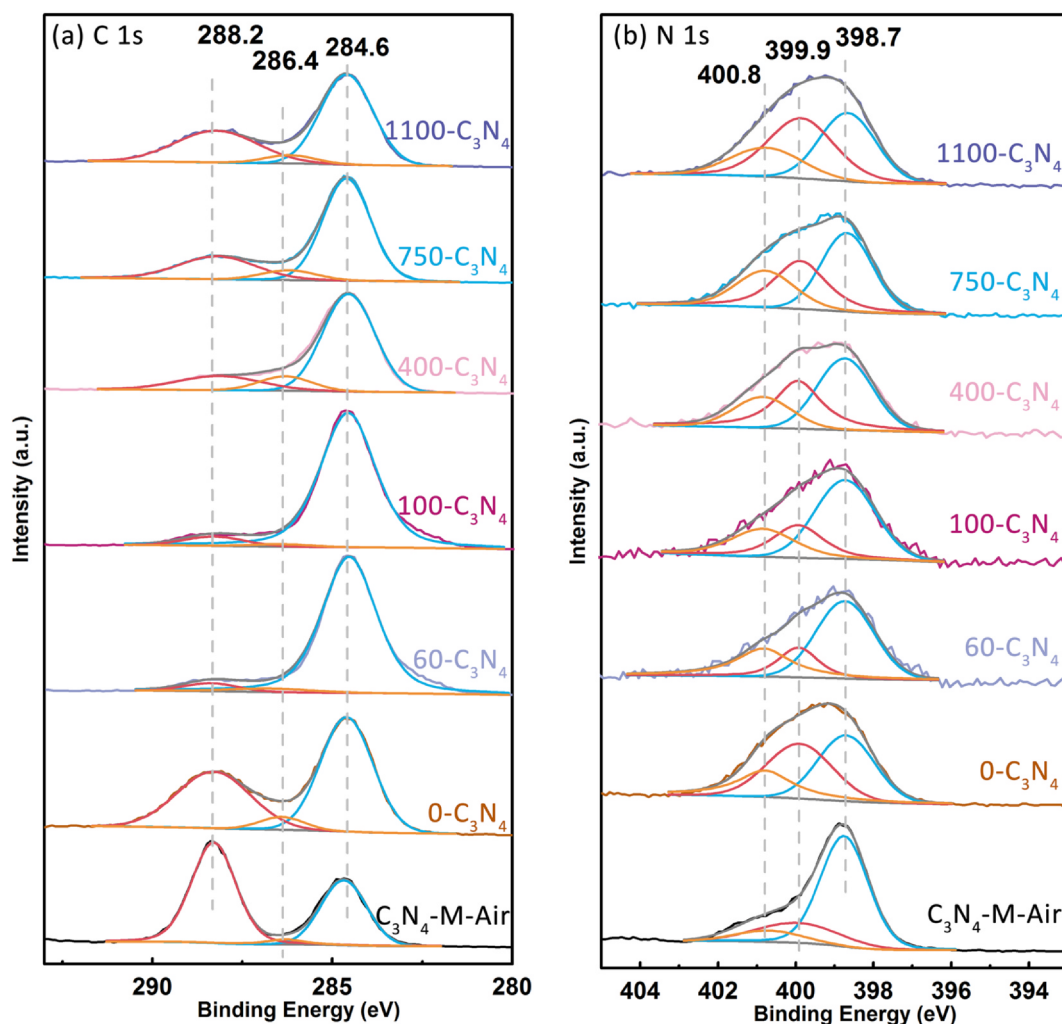 (a) C 1s
288.2
286.4
284.6
1100-C₃N₄
750-C₃N₄
400-C₃N₄
100-C₃N₄
60-C₃N₄
0-C₃N₄
C₃N₄-M-Air
Intensity (a.u.)
290
285
280
Binding Energy (eV)
(b) N 1s
400.8
399.9
398.7
1100-C₃N₄
750-C₃N₄
400-C₃N₄
100-C₃N₄
60-C₃N₄
0-C₃N₄
C₃N₄-M-Air
Intensity (a.u.)
404
402
400
398
396
394
Binding Energy (eV)